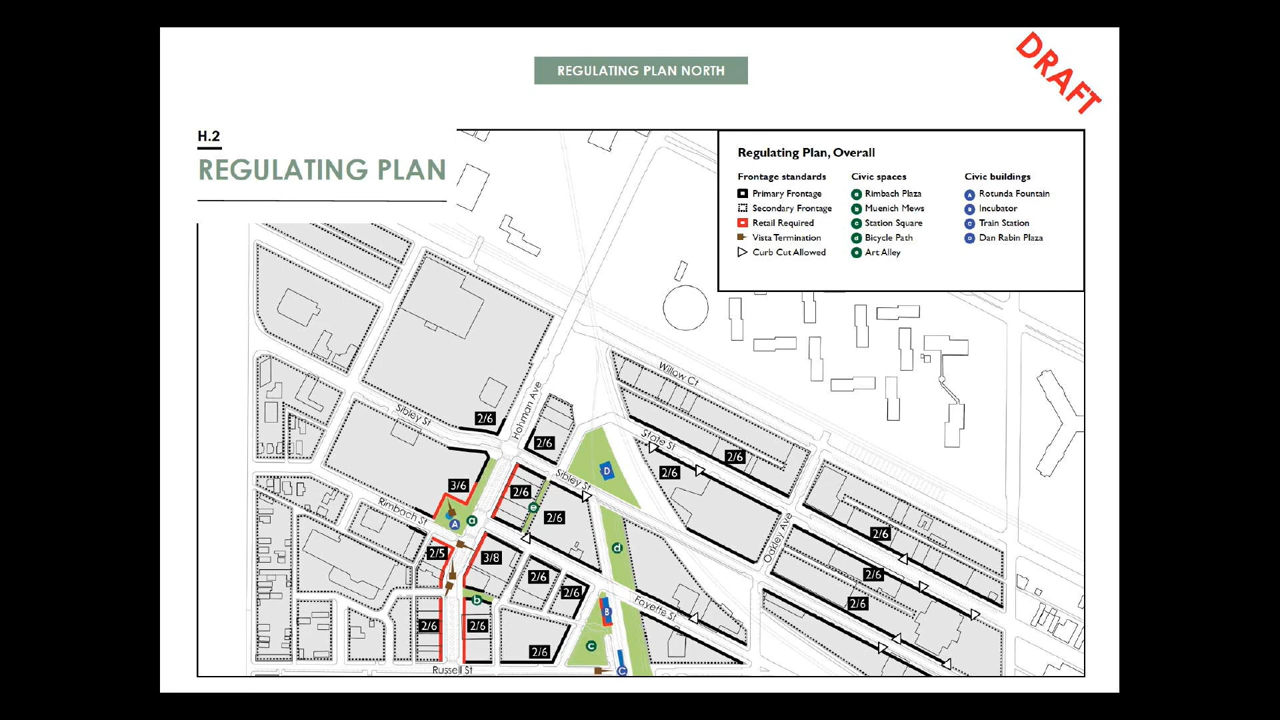 REGULATING PLAN NORTH
DRAFT
H.2
REGULATING PLAN
Regulating Plan, Overall
Frontage standards
Primary Frontage
Secondary Frontage
Retail Required
Vista Termination
Curb Cut Allowed
Civic spaces
a Rimbach Plaza
b Muenich Mews
c Station Square
d Bicycle Path
e Art Alley
Civic buildings
A Rotunda Fountain
B Incubator
C Train Station
D Dan Rabin Plaza
Willow Ct
Hohman Ave
Sibley St
2/6
2/6
State St
2/6
2/6
D
3/6
2/6
Sibley St
e
2/6
Rimbach St
A
a
Oakley Ave
2/6
2/5
3/8
d
2/6
2/6
2/6
2/6
b
B
Fayette St
2/6
2/6
2/6
c
C
Russell St